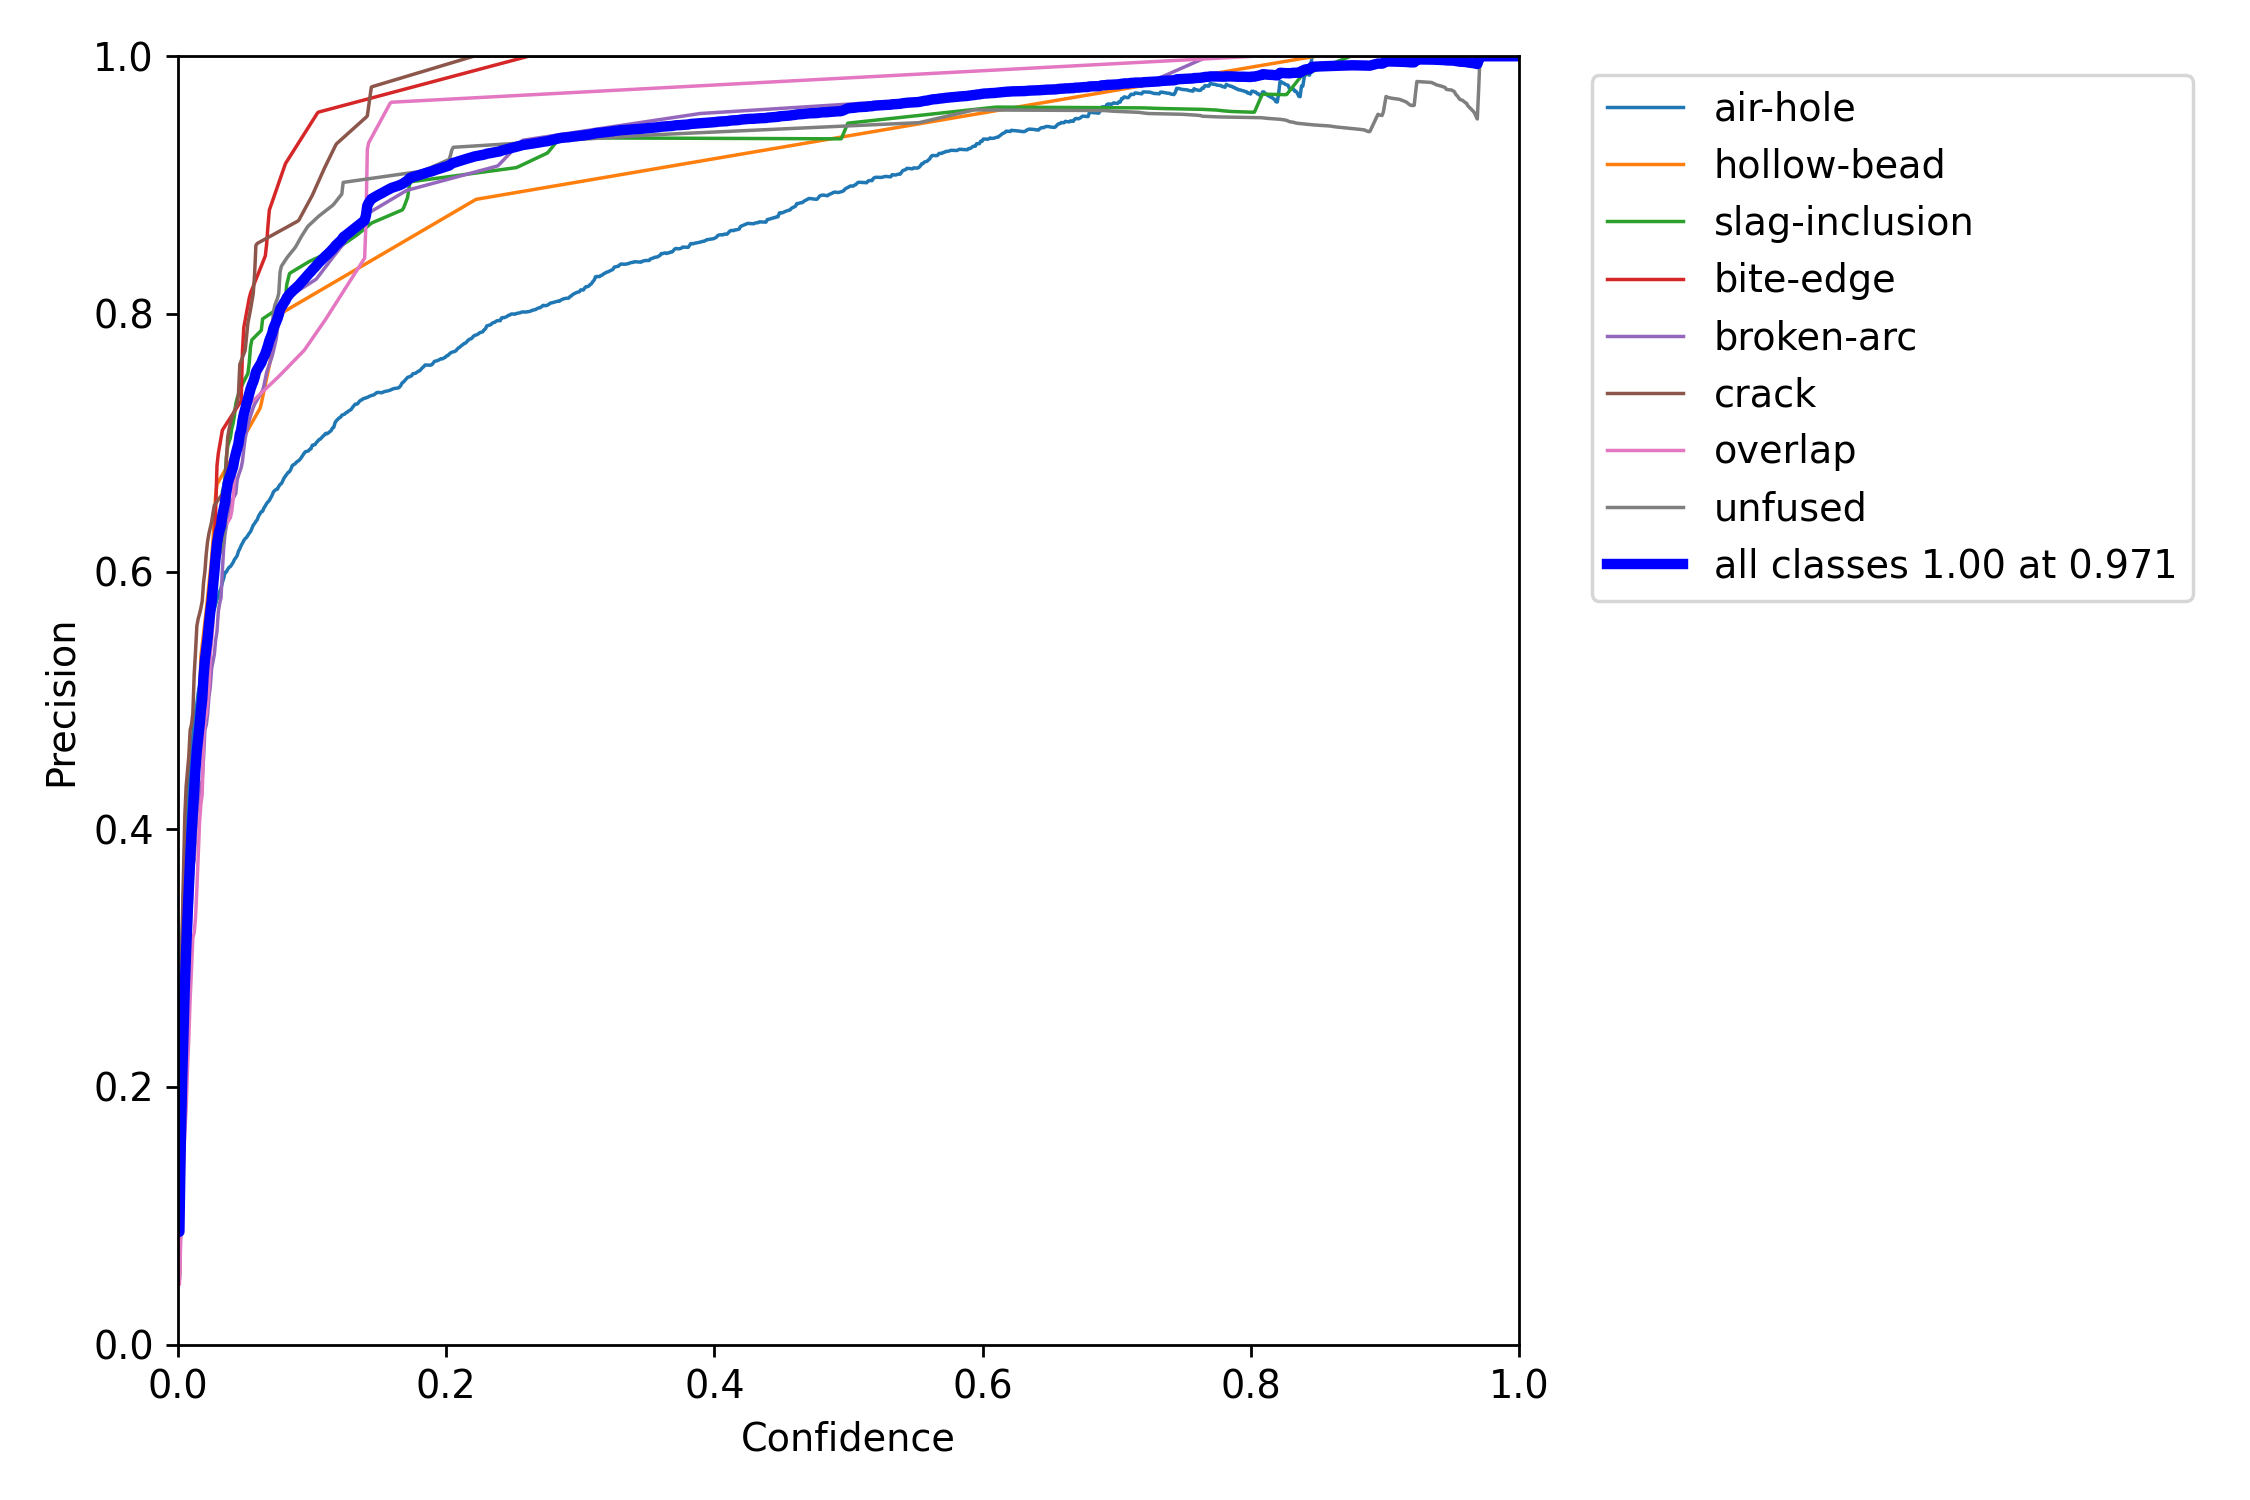 1.0
0.8
0.6
0.4
0.2
0.0
0.0 0.2 0.4 0.6 0.8 1.0
Precision
Confidence
air-hole
hollow-bead
slag-inclusion
bite-edge
broken-arc
crack
overlap
unfused
all classes 1.00 at 0.971